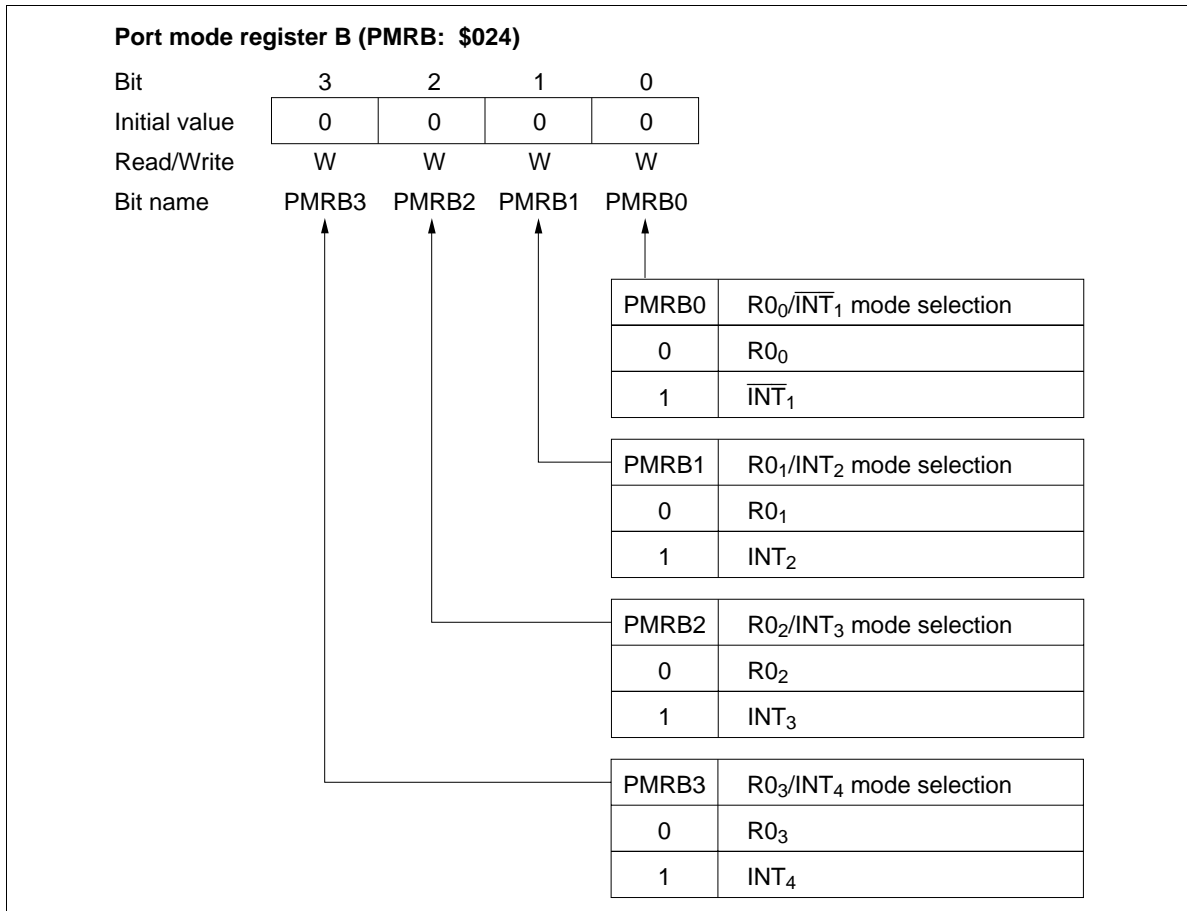 Port mode register B (PMRB: $024)
Bit 3 2 1 0
Initial value 0 0 0 0
Read/Write W W W W
Bit name PMRB3 PMRB2 PMRB1 PMRB0
PMRB0 R0₀/I̅N̅T̅₁ mode selection
0 R0₀
1 I̅N̅T̅₁
PMRB1 R0₁/INT₂ mode selection
0 R0₁
1 INT₂
PMRB2 R0₂/INT₃ mode selection
0 R0₂
1 INT₃
PMRB3 R0₃/INT₄ mode selection
0 R0₃
1 INT₄